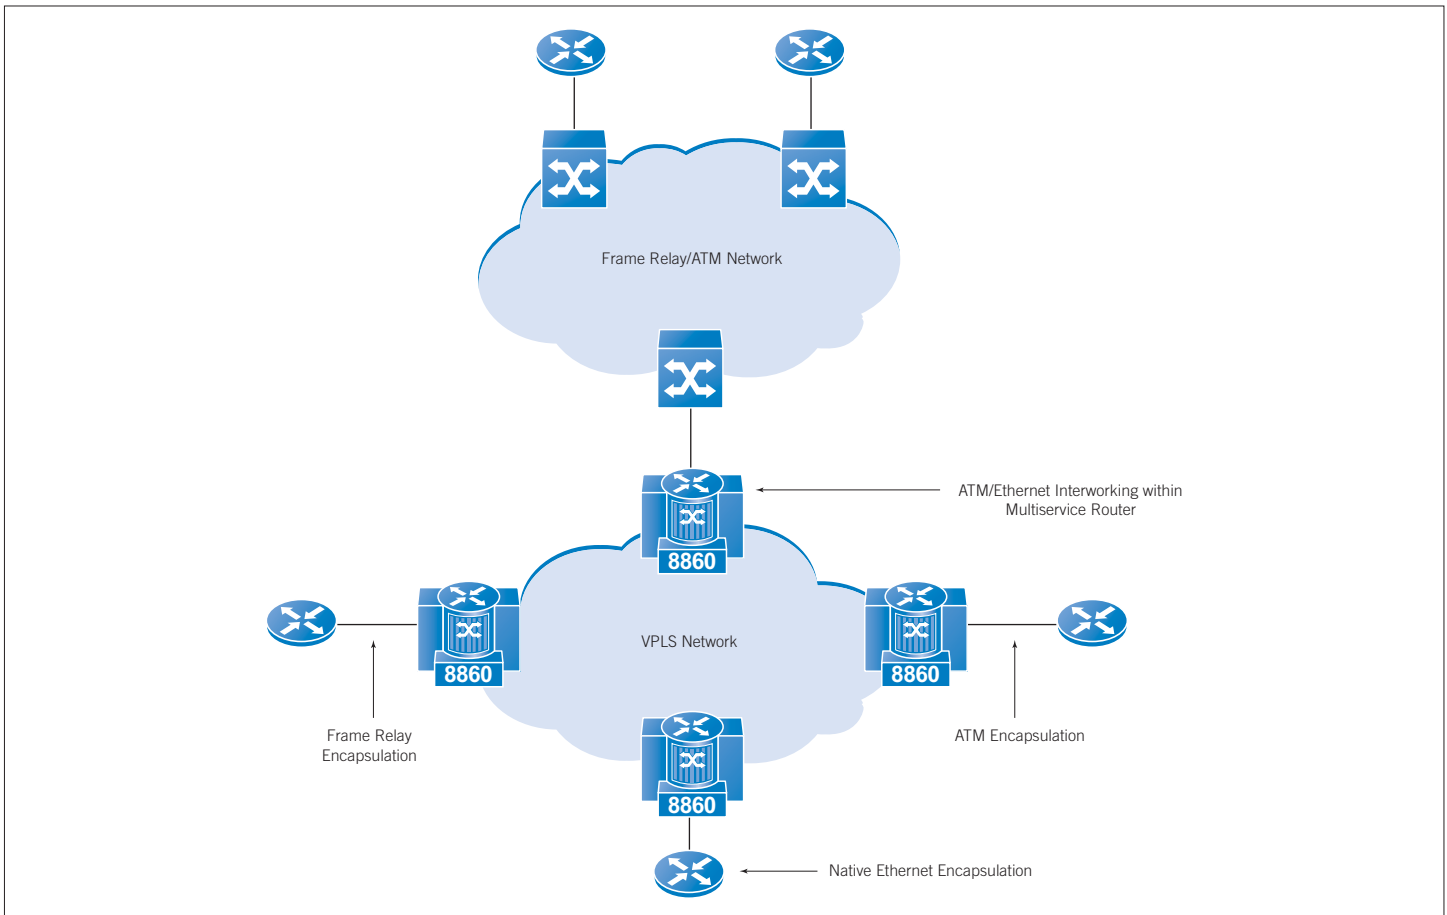 Frame Relay/ATM Network
ATM/Ethernet Interworking within
Multiservice Router
8860
VPLS Network
8860
8860
Frame Relay
Encapsulation
ATM Encapsulation
8860
Native Ethernet Encapsulation